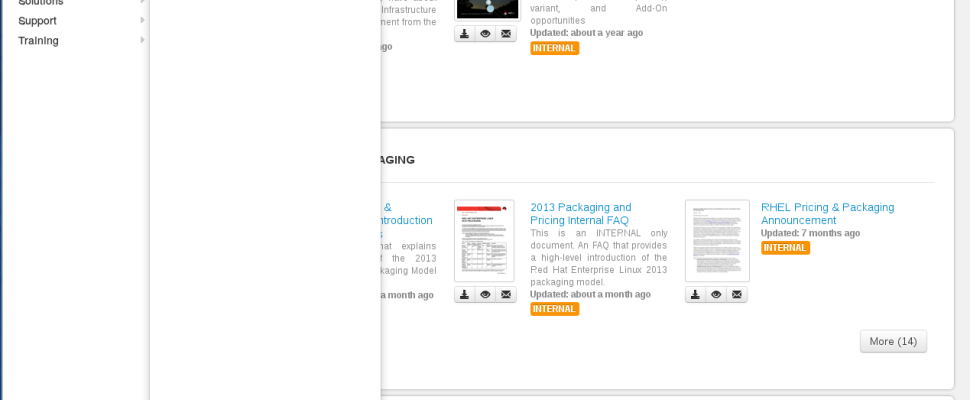 Solutions
Support
Training
Infrastructure
ment from the
ago
variant, and Add-On
opportunities
Updated: about a year ago
INTERNAL
AGING
&
ntroduction
s
hat explains
f the 2013
kaging Model
a month ago
2013 Packaging and
Pricing Internal FAQ
This is an INTERNAL only
document. An FAQ that provides
a high-level introduction of the
Red Hat Enterprise Linux 2013
packaging model.
Updated: about a month ago
INTERNAL
RHEL Pricing & Packaging
Announcement
Updated: 7 months ago
INTERNAL
More (14)